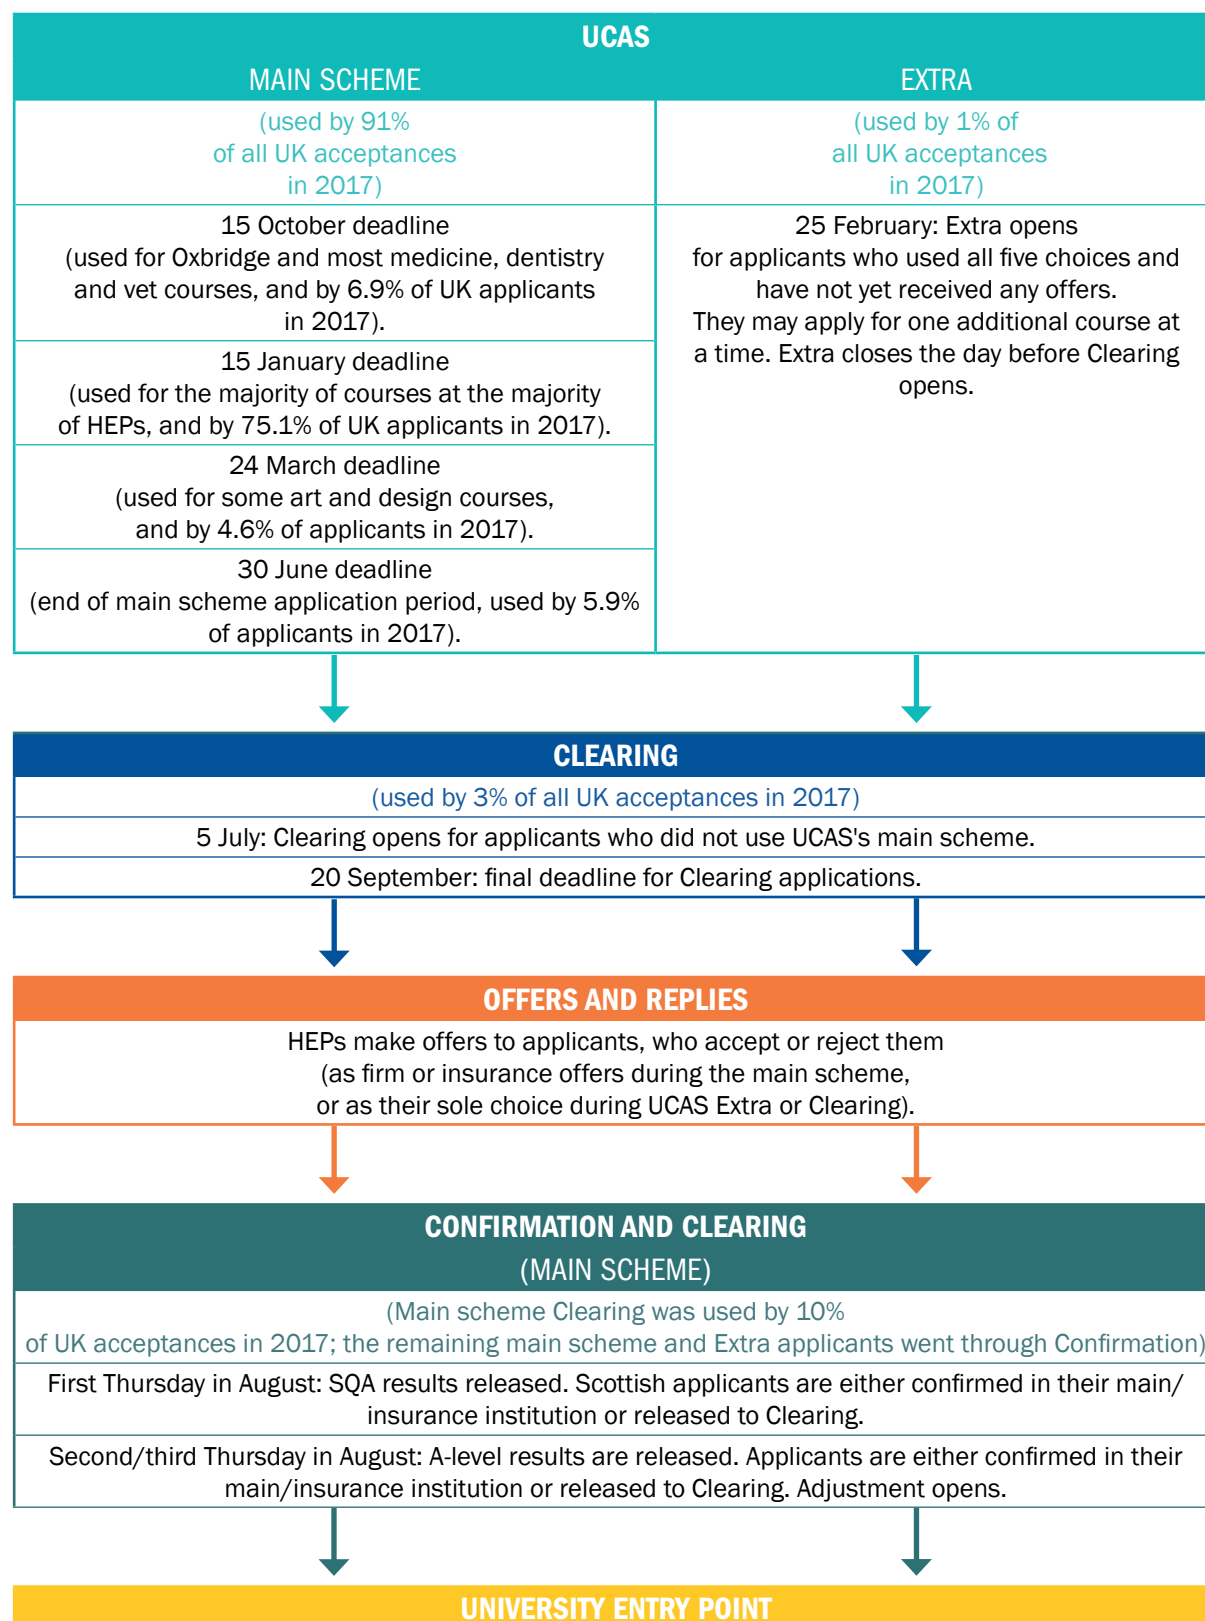 UCAS
MAIN SCHEME
EXTRA
(used by 91%
of all UK acceptances
in 2017)
(used by 1% of
all UK acceptances
in 2017)
15 October deadline
(used for Oxbridge and most medicine, dentistry
and vet courses, and by 6.9% of UK applicants
in 2017).
15 January deadline
(used for the majority of courses at the majority
of HEPs, and by 75.1% of UK applicants in 2017).
24 March deadline
(used for some art and design courses,
and by 4.6% of applicants in 2017).
30 June deadline
(end of main scheme application period, used by 5.9%
of applicants in 2017).
25 February: Extra opens
for applicants who used all five choices and
have not yet received any offers.
They may apply for one additional course at
a time. Extra closes the day before Clearing
opens.
CLEARING
(used by 3% of all UK acceptances in 2017)
5 July: Clearing opens for applicants who did not use UCAS's main scheme.
20 September: final deadline for Clearing applications.
OFFERS AND REPLIES
HEPs make offers to applicants, who accept or reject them
(as firm or insurance offers during the main scheme,
or as their sole choice during UCAS Extra or Clearing).
CONFIRMATION AND CLEARING
(MAIN SCHEME)
(Main scheme Clearing was used by 10%
of UK acceptances in 2017; the remaining main scheme and Extra applicants went through Confirmation)
First Thursday in August: SQA results released. Scottish applicants are either confirmed in their main/
insurance institution or released to Clearing.
Second/third Thursday in August: A-level results are released. Applicants are either confirmed in their
main/insurance institution or released to Clearing. Adjustment opens.
UNIVERSITY ENTRY POINT